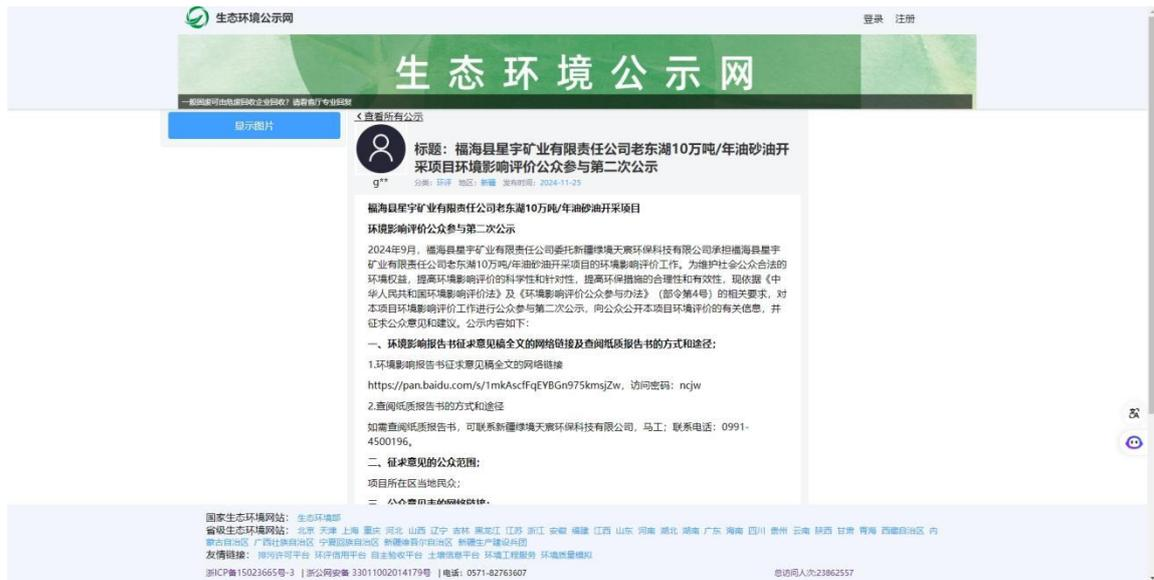 生态环境公示网
登录 注册
生态环境公示网
一般固废可由危废回收企业回收？请看省厅专业回复
显示图片
<查看所有公示
标题：福海县星宇矿业有限责任公司老东湖10万吨/年油砂油开
采项目环境影响评价公众参与第二次公示
g**
分类：环评 地区：新疆 发布时间：2024-11-25
福海县星宇矿业有限责任公司老东湖10万吨/年油砂油开采项目
环境影响评价公众参与第二次公示
2024年9月，福海县星宇矿业有限责任公司委托新疆绿境天宸环保科技有限公司承担福海县星宇
矿业有限责任公司老东湖10万吨/年油砂油开采项目的环境影响评价工作。为维护社会公众合法的
环境权益，提高环境影响评价的科学性和针对性，提高环保措施的合理性和有效性，现依据《中
华人民共和国环境影响评价法》及《环境影响评价公众参与办法》（部令第4号）的相关要求，对
本项目环境影响评价工作进行公众参与第二次公示，向公众公开本项目环境评价的有关信息，并
征求公众意见和建议。公示内容如下：
一、环境影响报告书征求意见稿全文的网络链接及查阅纸质报告书的方式和途径；
1.环境影响报告书征求意见稿全文的网络链接
https://pan.baidu.com/s/1mkAscfFqEYBGn975kmsjZw，访问密码：ncjw
2.查阅纸质报告书的方式和途径
如需查阅纸质报告书，可联系新疆绿境天宸环保科技有限公司，马工；联系电话：0991-
4500196。
二、征求意见的公众范围；
项目所在区当地民众；
三、公众意见表的网络链接；
国家生态环境网站： 生态环境部
省级生态环境网站： 北京 天津 上海 重庆 河北 山西 辽宁 吉林 黑龙江 江苏 浙江 安徽 福建 江西 山东 河南 湖北 湖南 广东 海南 四川 贵州 云南 陕西 甘肃 青海 西藏自治区 内
蒙古自治区 广西壮族自治区 宁夏回族自治区 新疆维吾尔自治区 新疆生产建设兵团
友情链接： 排污许可平台 环评信用平台 自主验收平台 土壤信息平台 环境工程服务 环境质量模拟
浙ICP备15023665号-3 | 浙公网安备 33011002014179号 | 电话：0571-82763607
总访问人次:23862557